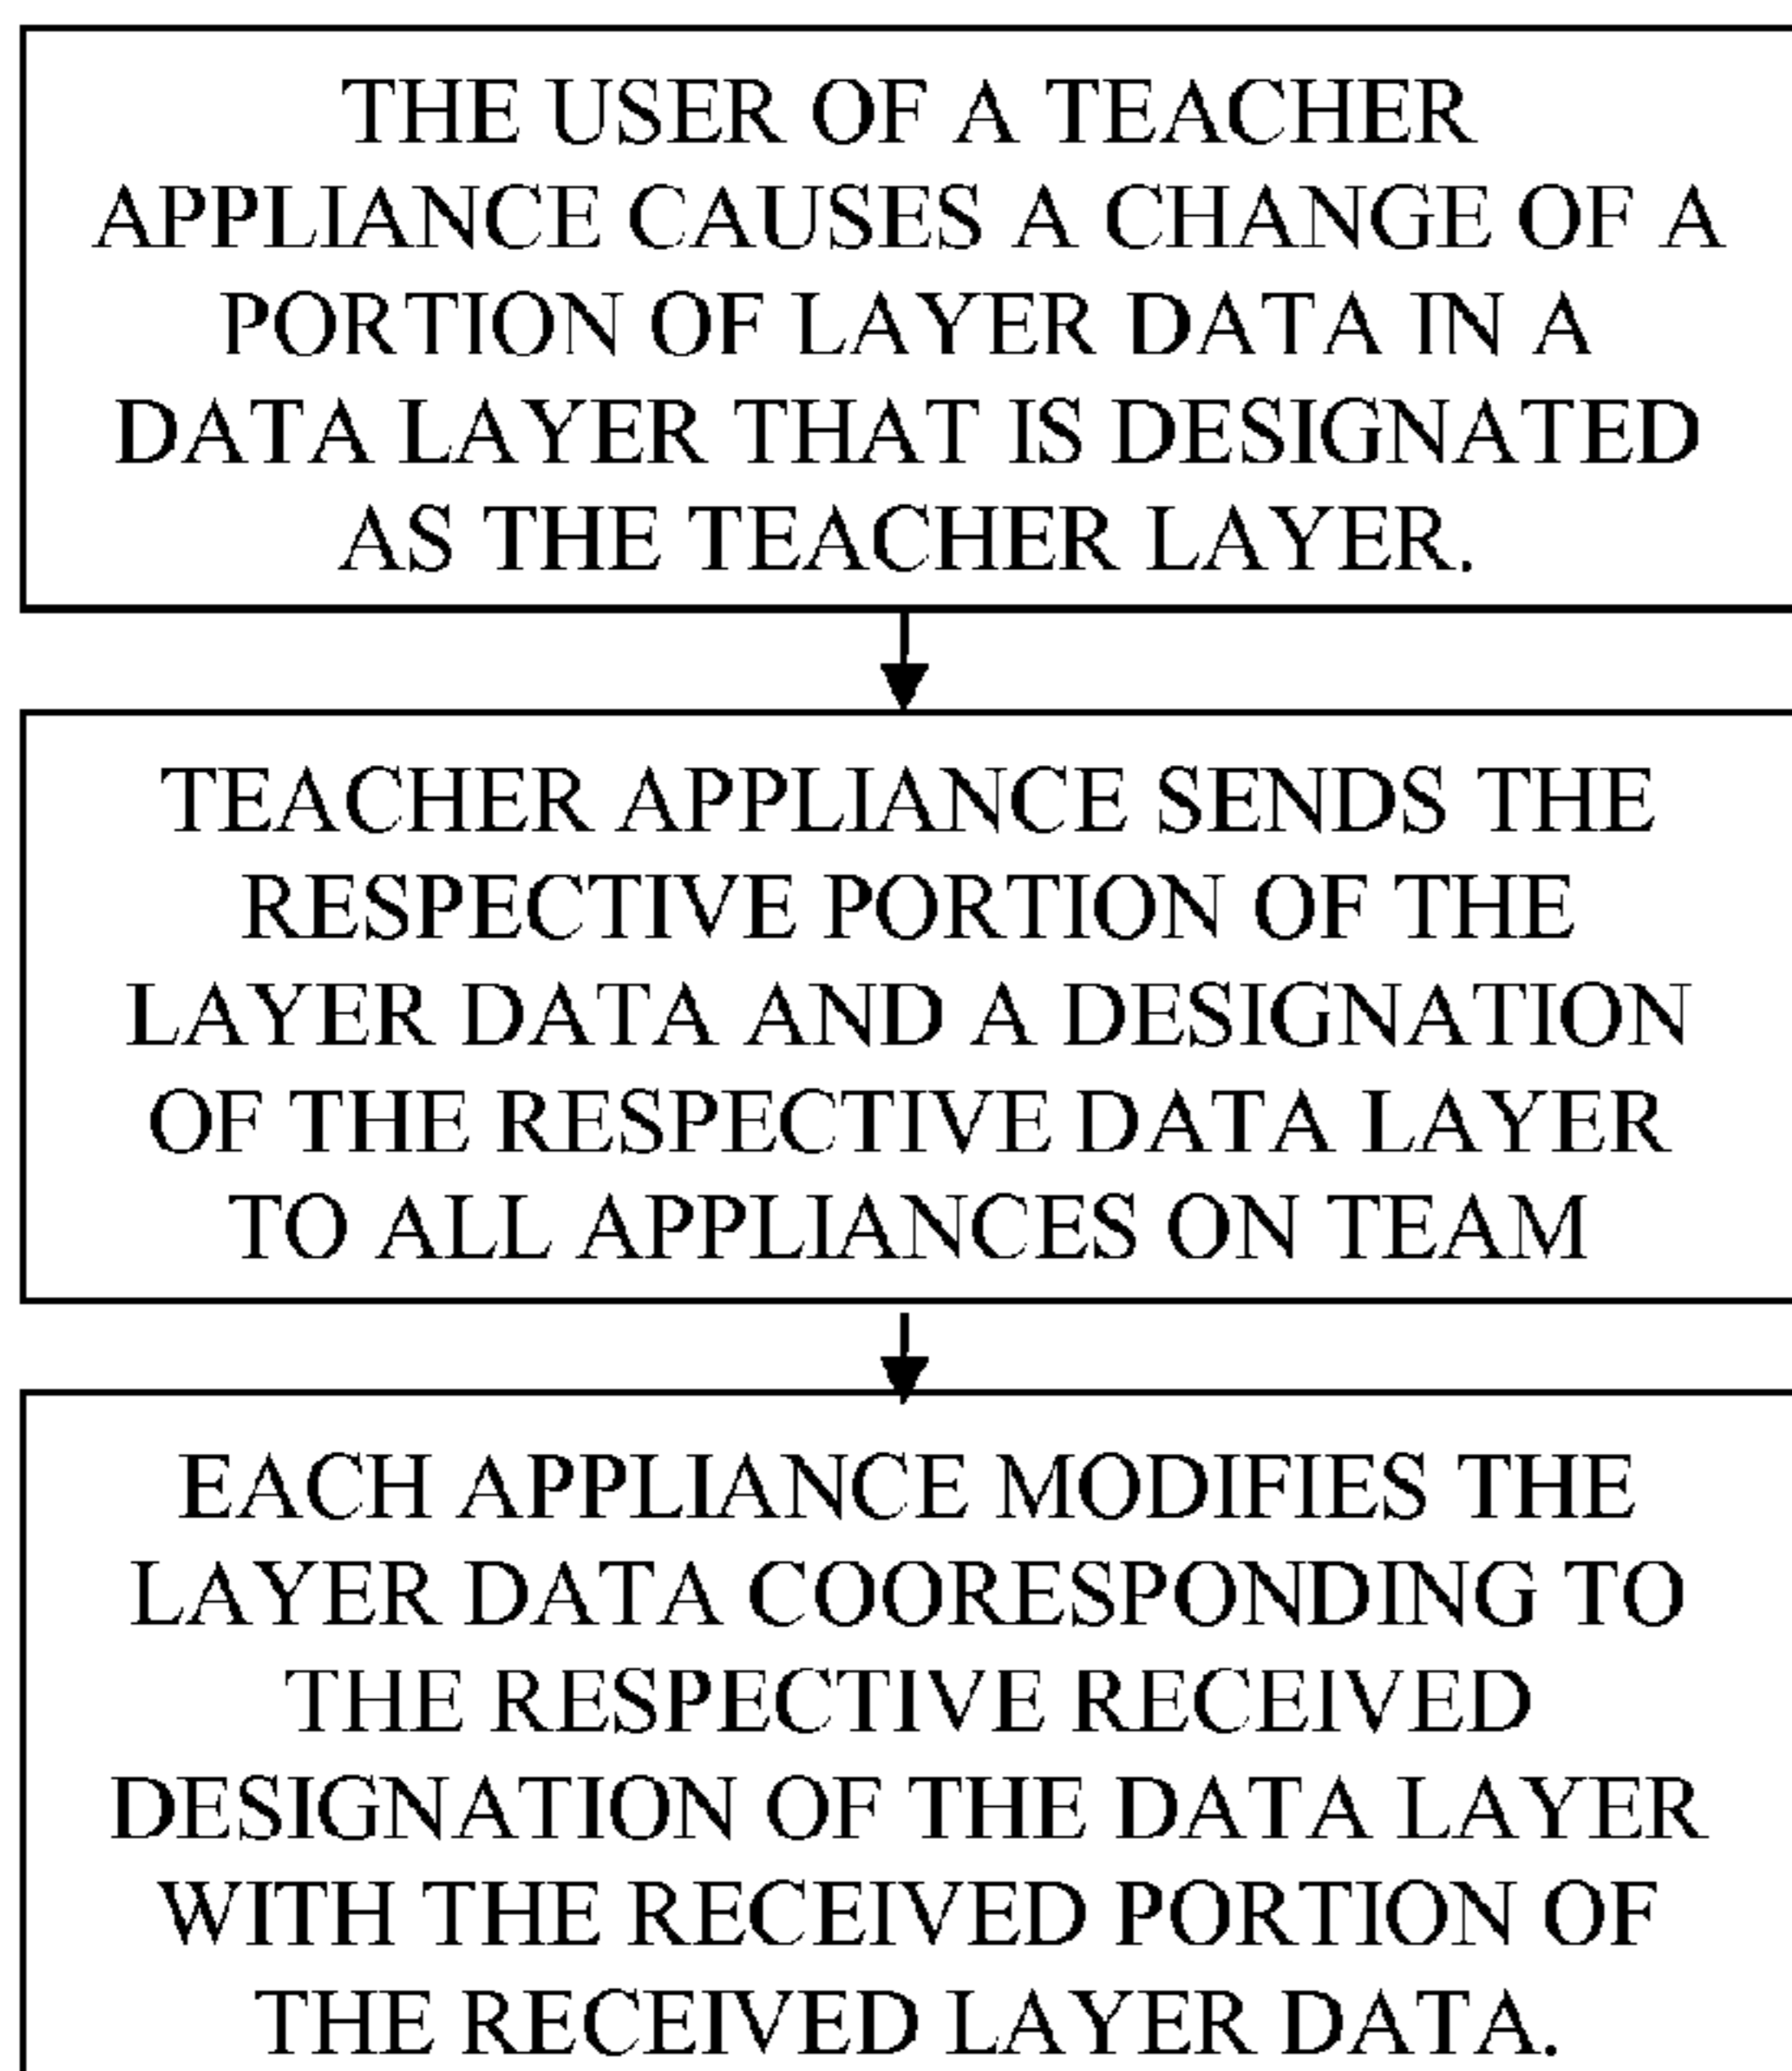 THE USER OF A TEACHER
APPLIANCE CAUSES A CHANGE OF A
PORTION OF LAYER DATA IN A
DATA LAYER THAT IS DESIGNATED
AS THE TEACHER LAYER.
TEACHER APPLIANCE SENDS THE
RESPECTIVE PORTION OF THE
LAYER DATA AND A DESIGNATION
OF THE RESPECTIVE DATA LAYER
TO ALL APPLIANCES ON TEAM
EACH APPLIANCE MODIFIES THE
LAYER DATA COORESPONDING TO
THE RESPECTIVE RECEIVED
DESIGNATION OF THE DATA LAYER
WITH THE RECEIVED PORTION OF
THE RECEIVED LAYER DATA.